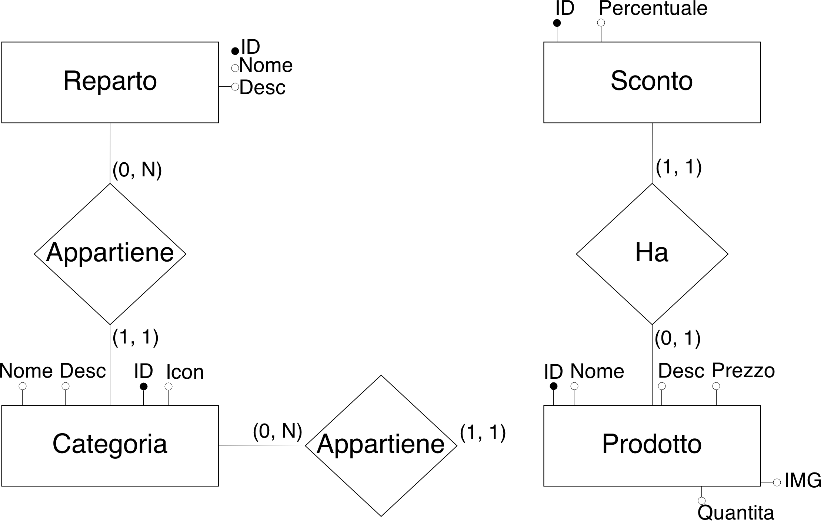 ID
Percentuale
ID
Nome
Desc
Reparto
Sconto
(0, N)
(1, 1)
Appartiene
Ha
(1, 1)
(0, 1)
Nome Desc ID Icon
ID Nome Desc Prezzo
Categoria
(0, N)
Appartiene
(1, 1)
Prodotto
IMG
Quantita